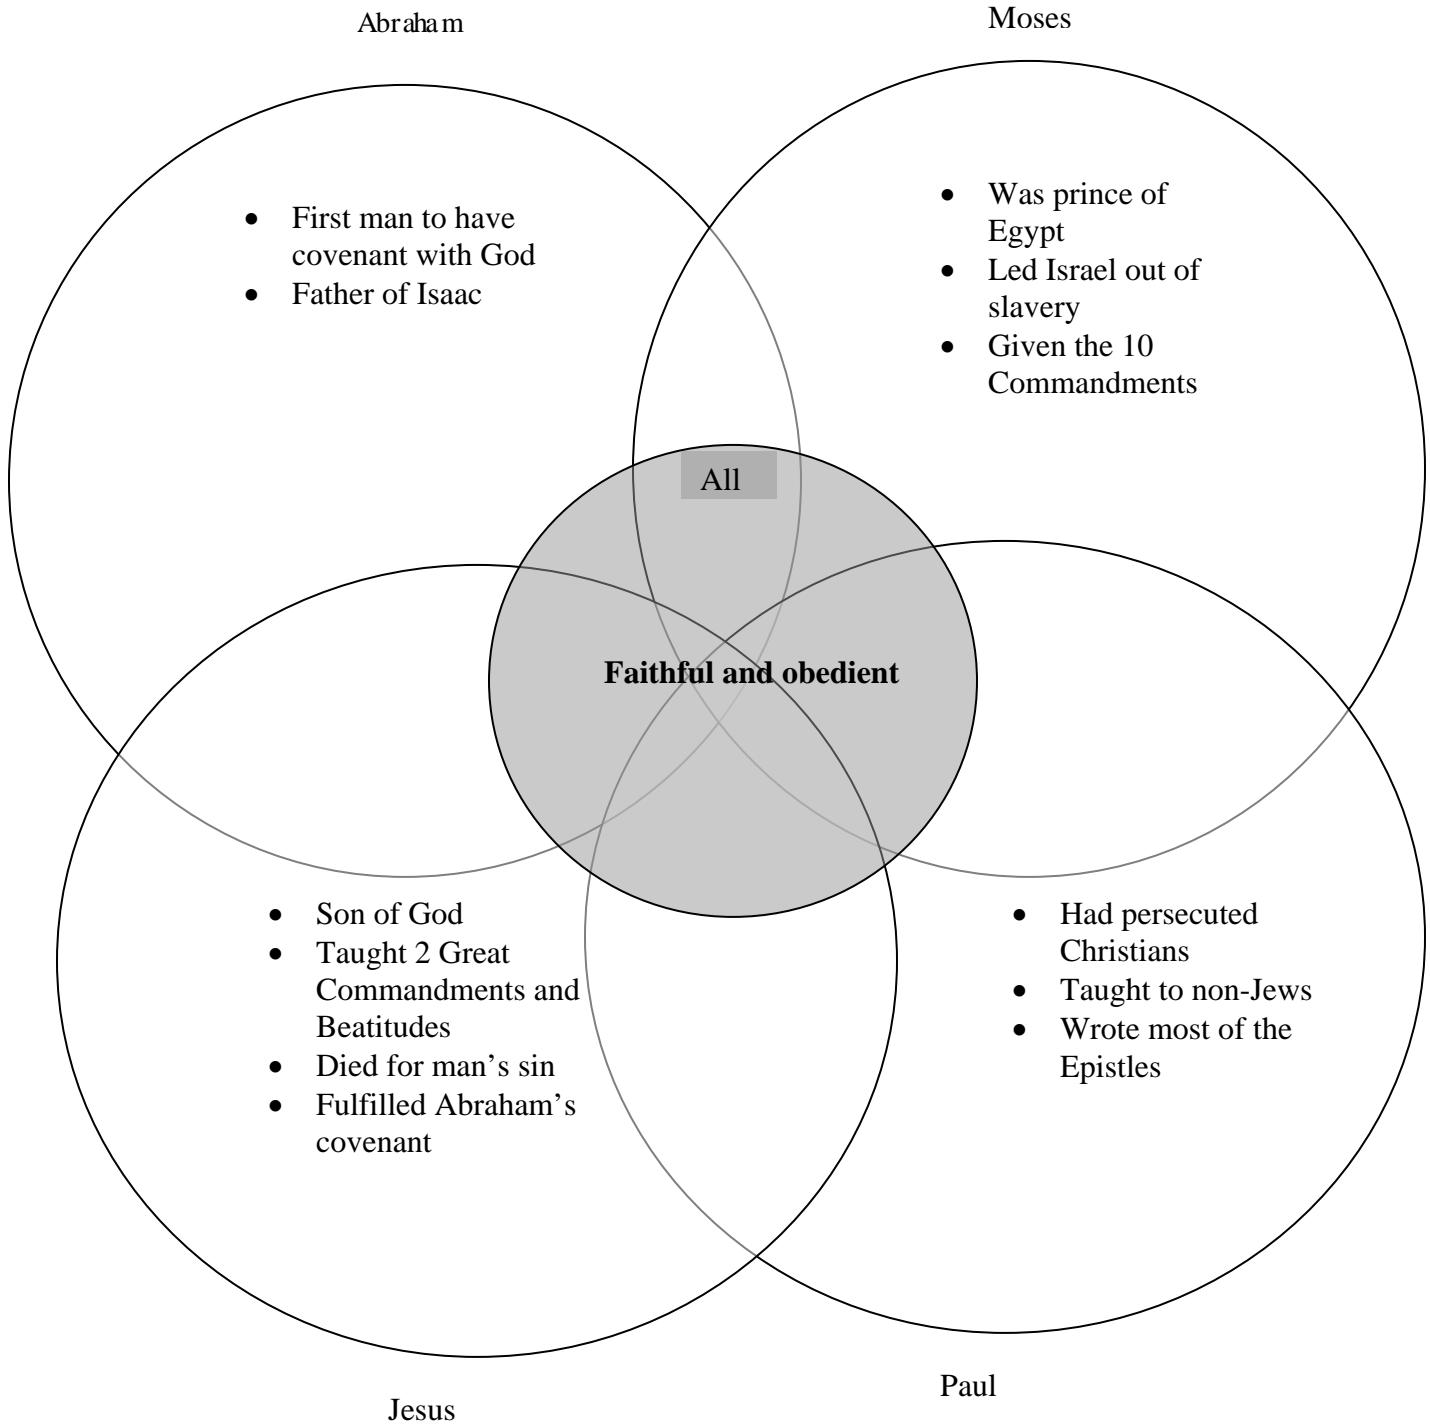 Abraham
Moses
• First man to have
covenant with God
• Father of Isaac
• Was prince of
Egypt
• Led Israel out of
slavery
• Given the 10
Commandments
All
Faithful and obedient
• Son of God
• Taught 2 Great
Commandments and
Beatitudes
• Died for man’s sin
• Fulfilled Abraham’s
covenant
• Had persecuted
Christians
• Taught to non-Jews
• Wrote most of the
Epistles
Jesus
Paul